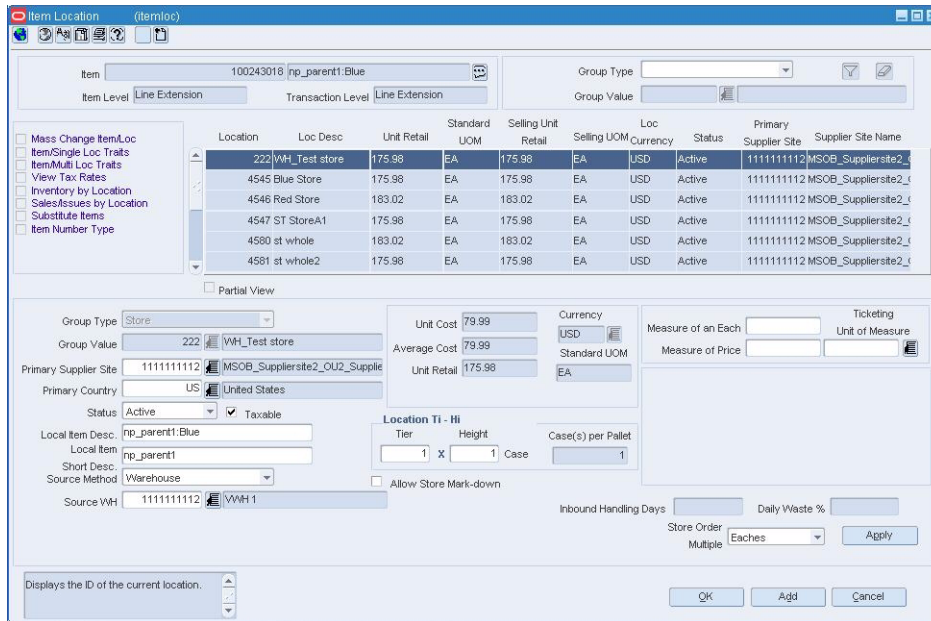 Item Location (itemloc)
Item 100243018 np_parent1:Blue
Item Level Line Extension Transaction Level Line Extension
Group Type
Group Value
Mass Change Item/Loc
Item/Single Loc Traits
Item/Multi Loc Traits
View Tax Rates
Inventory by Location
Sales/Issues by Location
Substitute Items
Item Number Type
Location Loc Desc Unit Retail Standard UOM Selling Unit Retail Selling UOM Loc Currency Status Primary Supplier Site Supplier Site Name
222 WH_Test store 175.98 EA 175.98 EA USD Active 1111111112 MSOB_Suppliersite2_
4545 Blue Store 175.98 EA 175.98 EA USD Active 1111111112 MSOB_Suppliersite2_
4546 Red Store 183.02 EA 183.02 EA USD Active 1111111112 MSOB_Suppliersite2_
4547 ST StoreA1 175.98 EA 175.98 EA USD Active 1111111112 MSOB_Suppliersite2_
4580 st whole 183.02 EA 183.02 EA USD Active 1111111112 MSOB_Suppliersite2_
4581 st whole2 175.98 EA 175.98 EA USD Active 1111111112 MSOB_Suppliersite2_
Partial View
Group Type Store
Group Value 222 WH_Test store
Primary Supplier Site 1111111112 MSOB_Suppliersite2_OU2_Supplie
Primary Country US United States
Status Active Taxable
Local Item Desc. np_parent1:Blue
Local Item Short Desc. np_parent1
Source Method Warehouse
Source WH 1111111112 VWH 1
Unit Cost 79.99
Average Cost 79.99
Unit Retail 175.98
Currency
USD
Standard UOM
EA
Location Ti - Hi
Tier Height Case(s) per Pallet
1 X 1 Case 1
Allow Store Mark-down
Ticketing
Measure of an Each Unit of Measure
Measure of Price
Inbound Handling Days Daily Waste %
Store Order Multiple Eaches Apply
Displays the ID of the current location.
OK Add Cancel